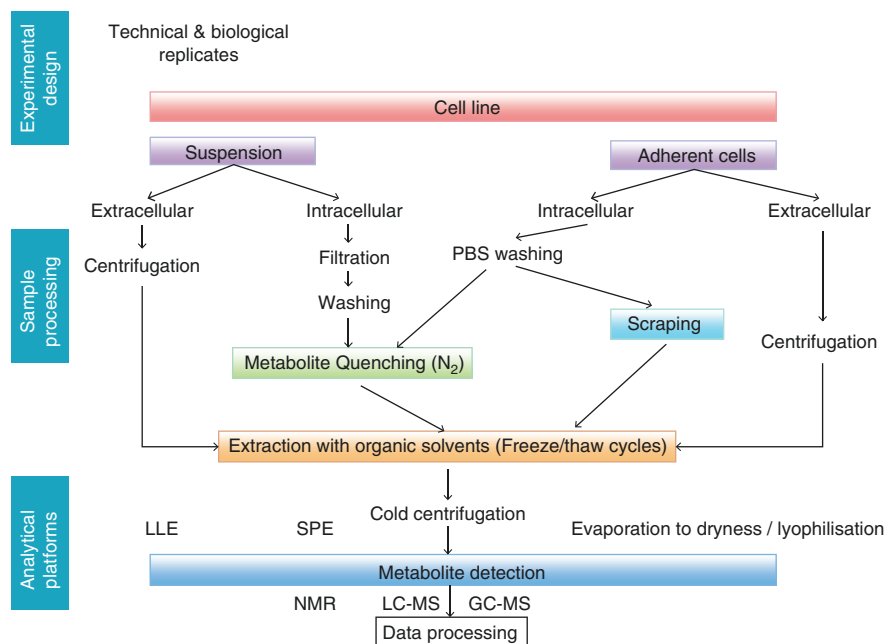 Experimental
design
Technical & biological
replicates
Cell line
Suspension
Adherent cells
Extracellular
Intracellular
Intracellular
Extracellular
Sample
processing
Centrifugation
Filtration
PBS washing
Washing
Scraping
Centrifugation
Metabolite Quenching (N₂)
Extraction with organic solvents (Freeze/thaw cycles)
Analytical
platforms
Cold centrifugation
LLE
SPE
Evaporation to dryness / lyophilisation
Metabolite detection
NMR
LC-MS
GC-MS
Data processing